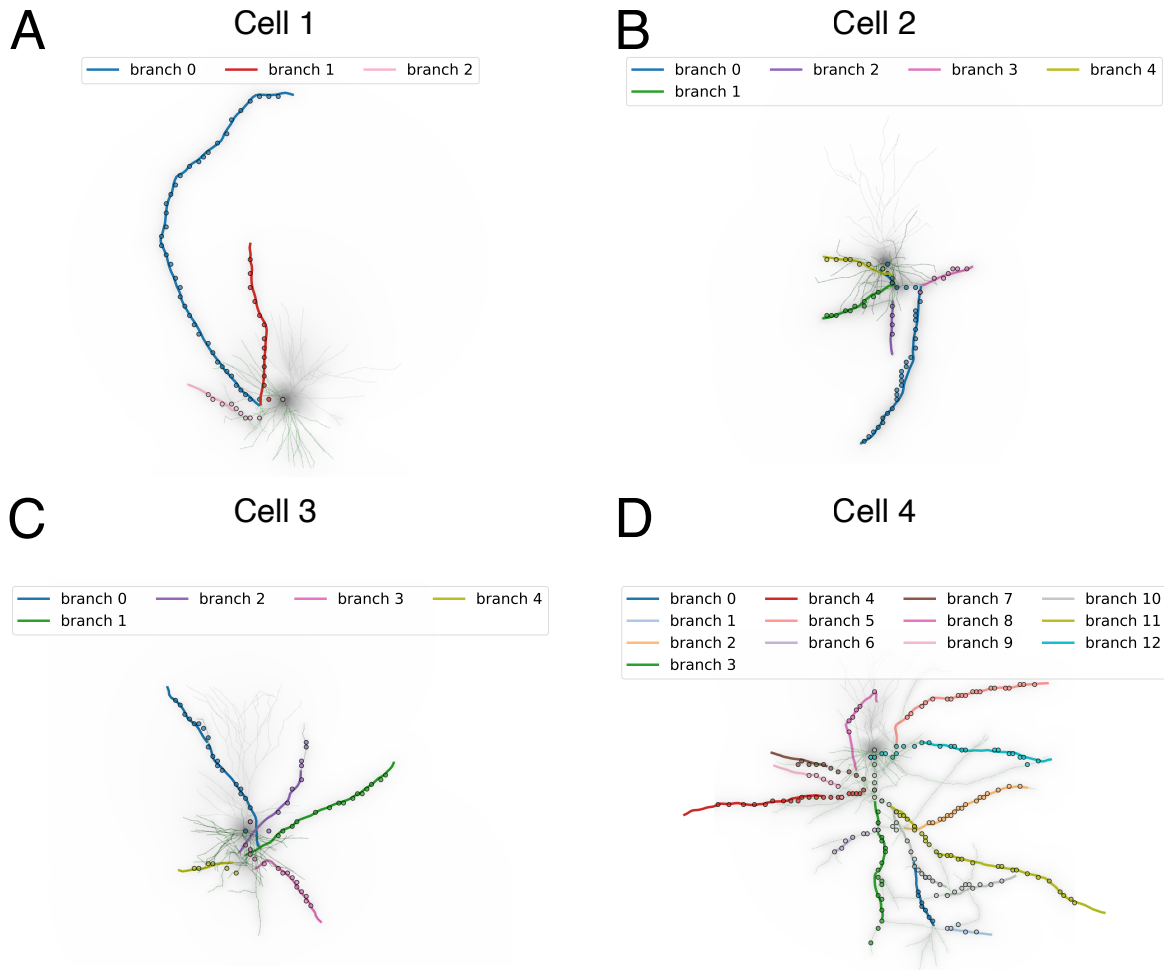 A
Cell 1
branch 0 branch 1 branch 2
B
Cell 2
branch 0 branch 2 branch 3 branch 4
branch 1
C
Cell 3
branch 0 branch 2 branch 3 branch 4
branch 1
D
Cell 4
branch 0 branch 4 branch 7 branch 10
branch 1 branch 5 branch 8 branch 11
branch 2 branch 6 branch 9 branch 12
branch 3